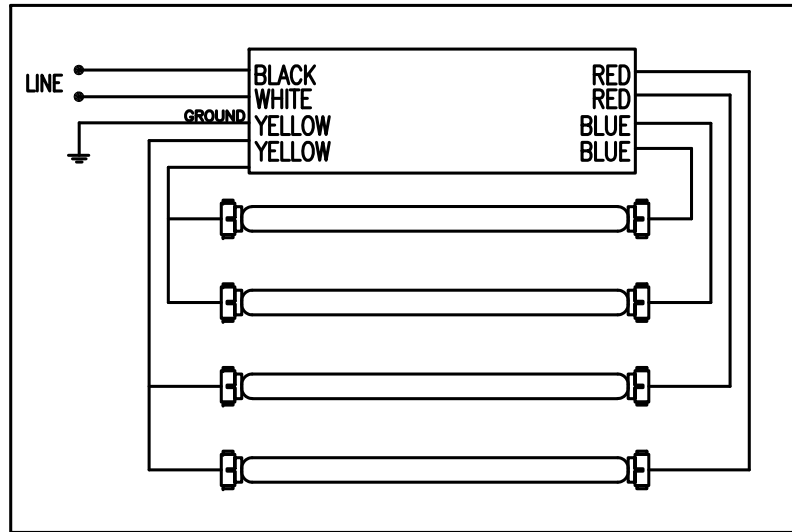 LINE
BLACK
WHITE
GROUND
YELLOW
YELLOW
RED
RED
BLUE
BLUE